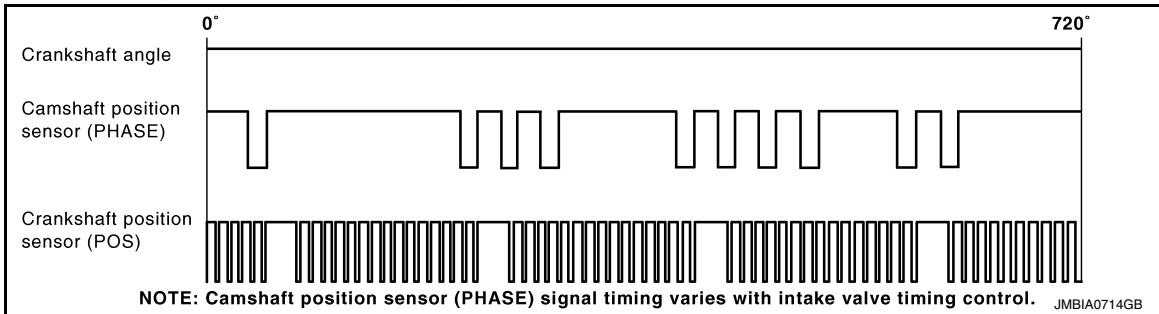 0° 720°
Crankshaft angle
Camshaft position
sensor (PHASE)
Crankshaft position
sensor (POS)
NOTE: Camshaft position sensor (PHASE) signal timing varies with intake valve timing control.
JMBIA0714GB